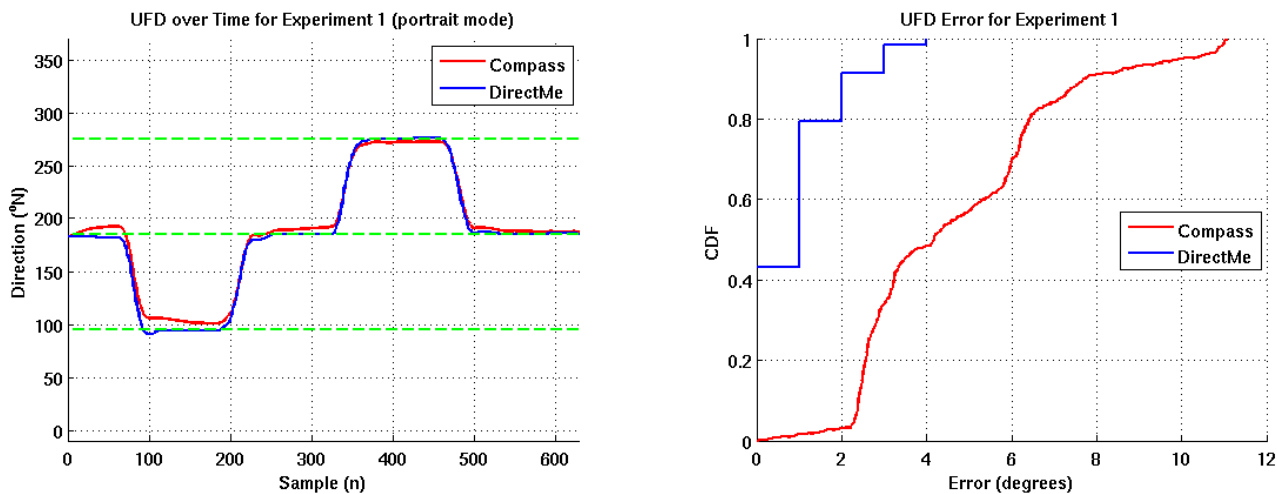 UFD over Time for Experiment 1 (portrait mode)
350
300
250
200
150
100
50
0
Direction (ºN)
Compass
DirectMe
0 100 200 300 400 500 600
Sample (n)
UFD Error for Experiment 1
1
0.8
0.6
0.4
0.2
0
CDF
Compass
DirectMe
0 2 4 6 8 10 12
Error (degrees)